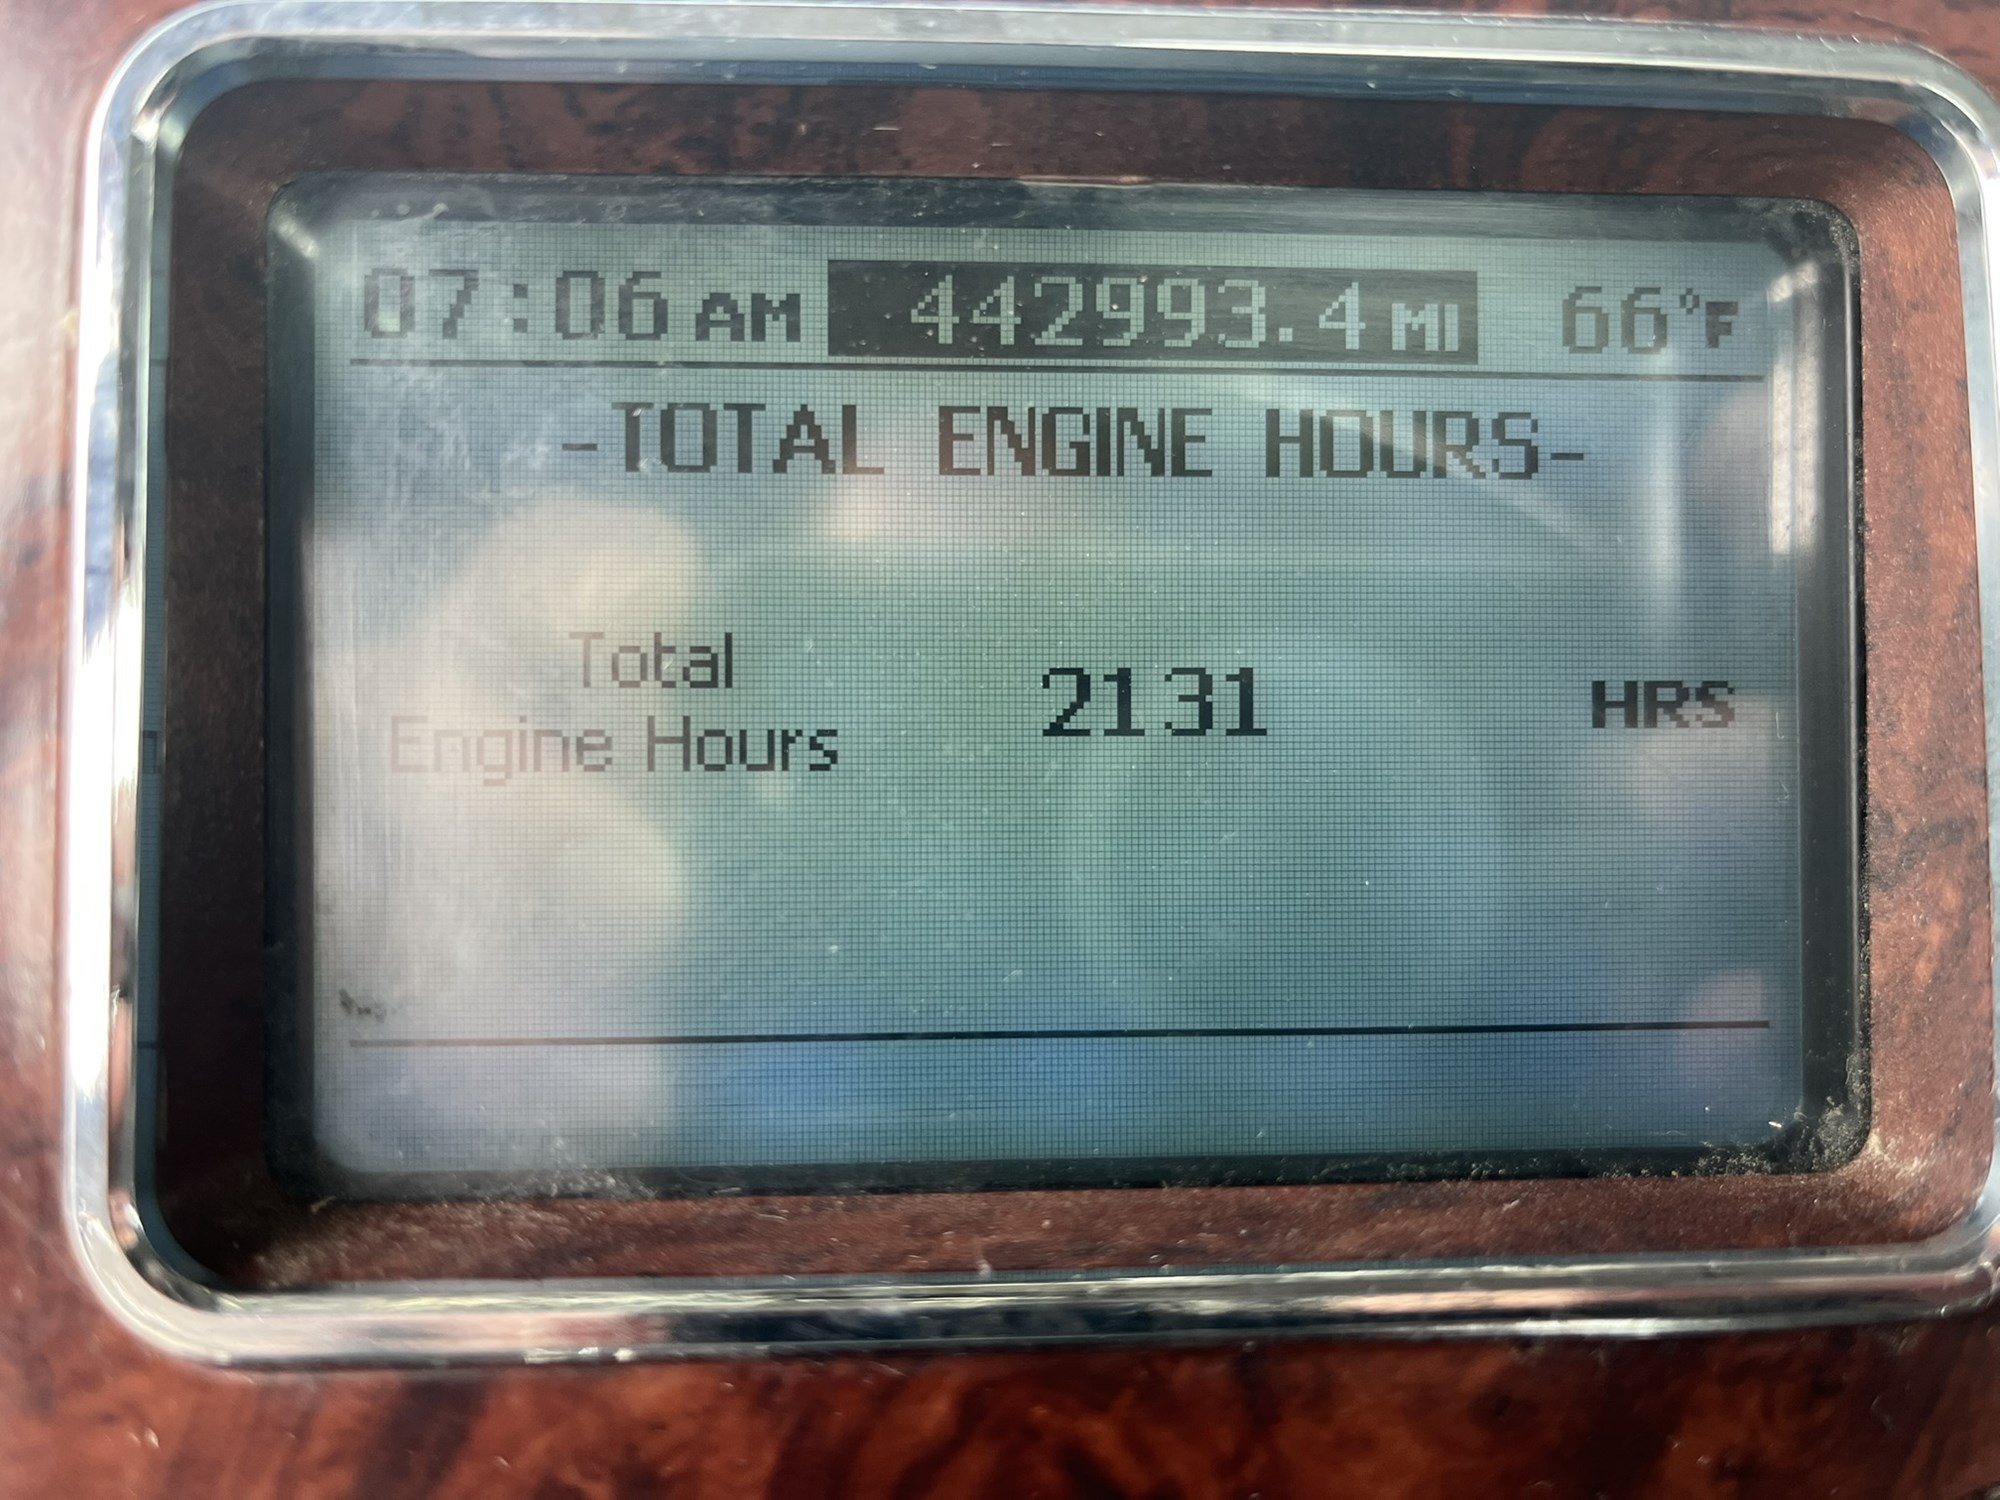 07:06 AM 442993.4 MI 66°F
-TOTAL ENGINE HOURS-
Total
Engine Hours 2131 HRS